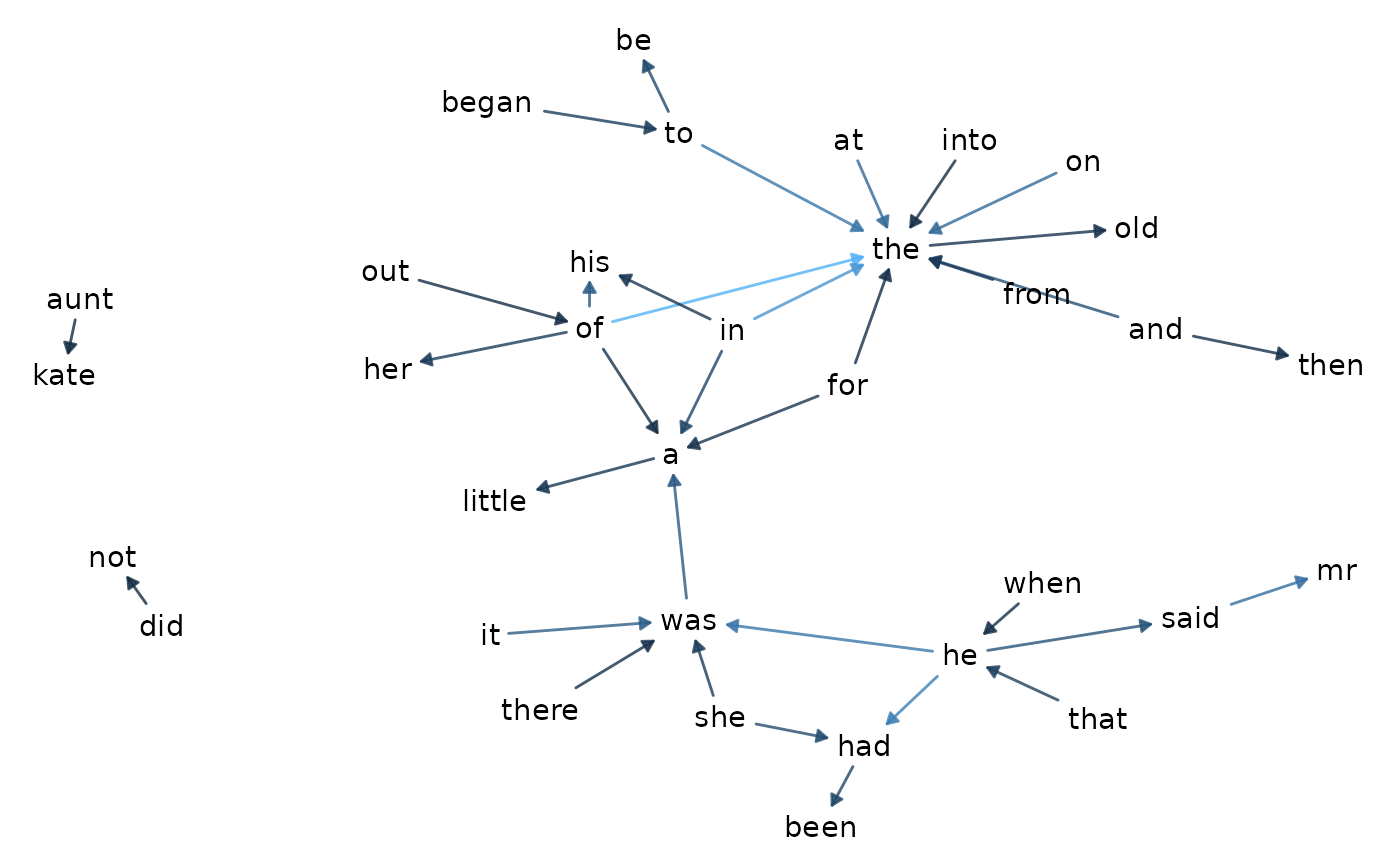 be
began
to
at
into
on
the
old
his
out
from
aunt
of
in
and
her
kate
for
then
a
little
not
when
mr
did
was
said
it
he
there
she
that
had
been